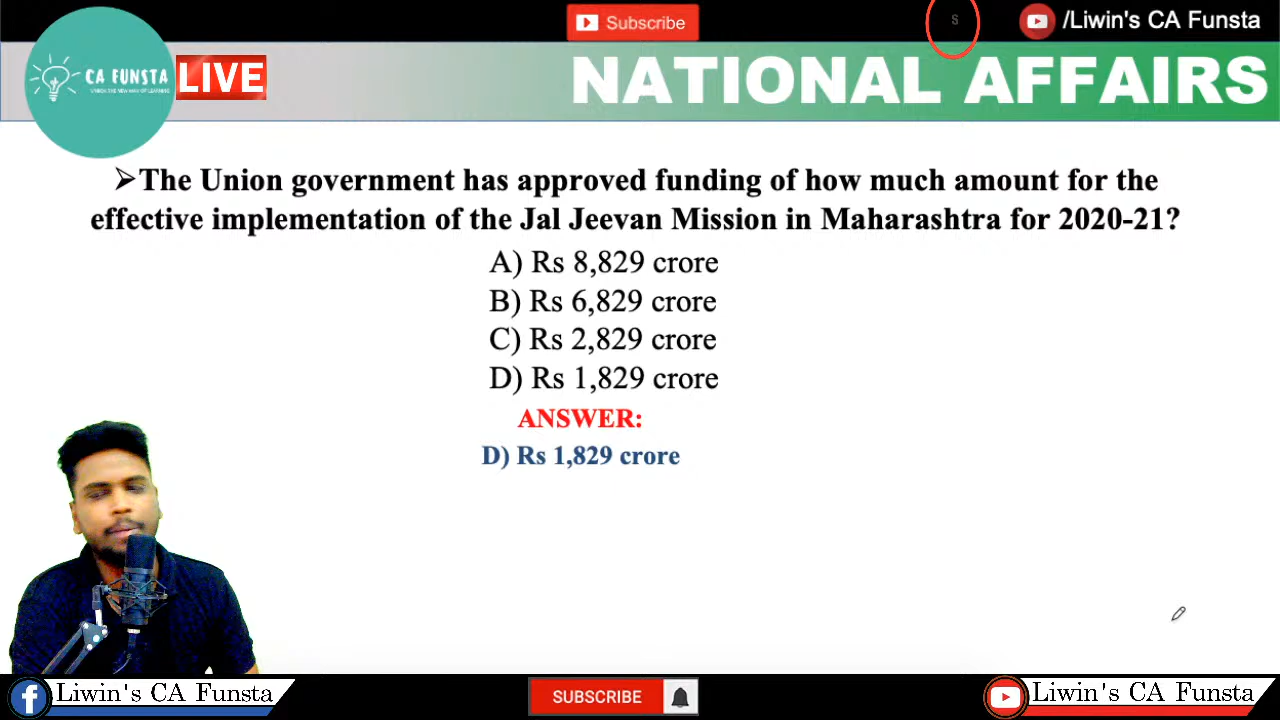 Subscribe
S
/Liwin's CA Funsta
CA FUNSTA
LIVE
NATIONAL AFFAIRS
➢The Union government has approved funding of how much amount for the
effective implementation of the Jal Jeevan Mission in Maharashtra for 2020-21?
A) Rs 8,829 crore
B) Rs 6,829 crore
C) Rs 2,829 crore
D) Rs 1,829 crore
ANSWER:
D) Rs 1,829 crore
Liwin's CA Funsta
SUBSCRIBE
Liwin's CA Funsta